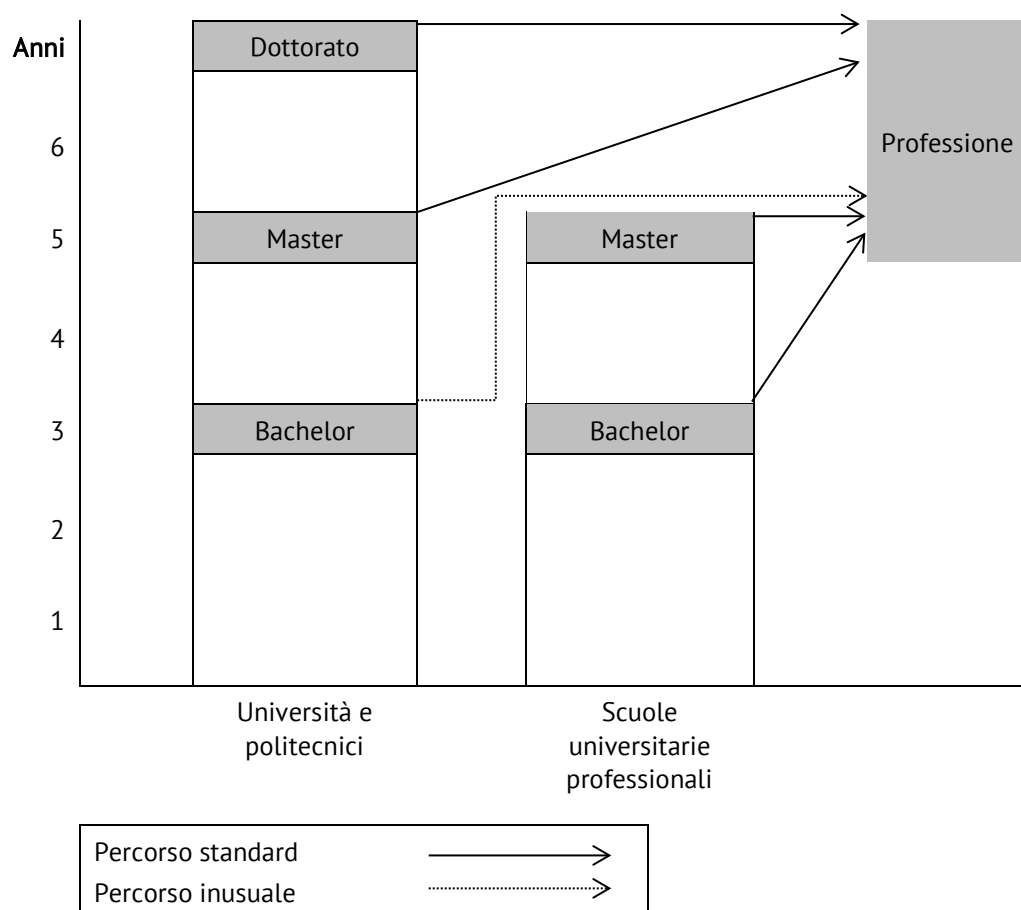 Anni
Dottorato
6
Professione
5
Master
Master
4
3
Bachelor
Bachelor
2
1
Università e
politecnici
Scuole
universitarie
professionali
Percorso standard
Percorso inusuale